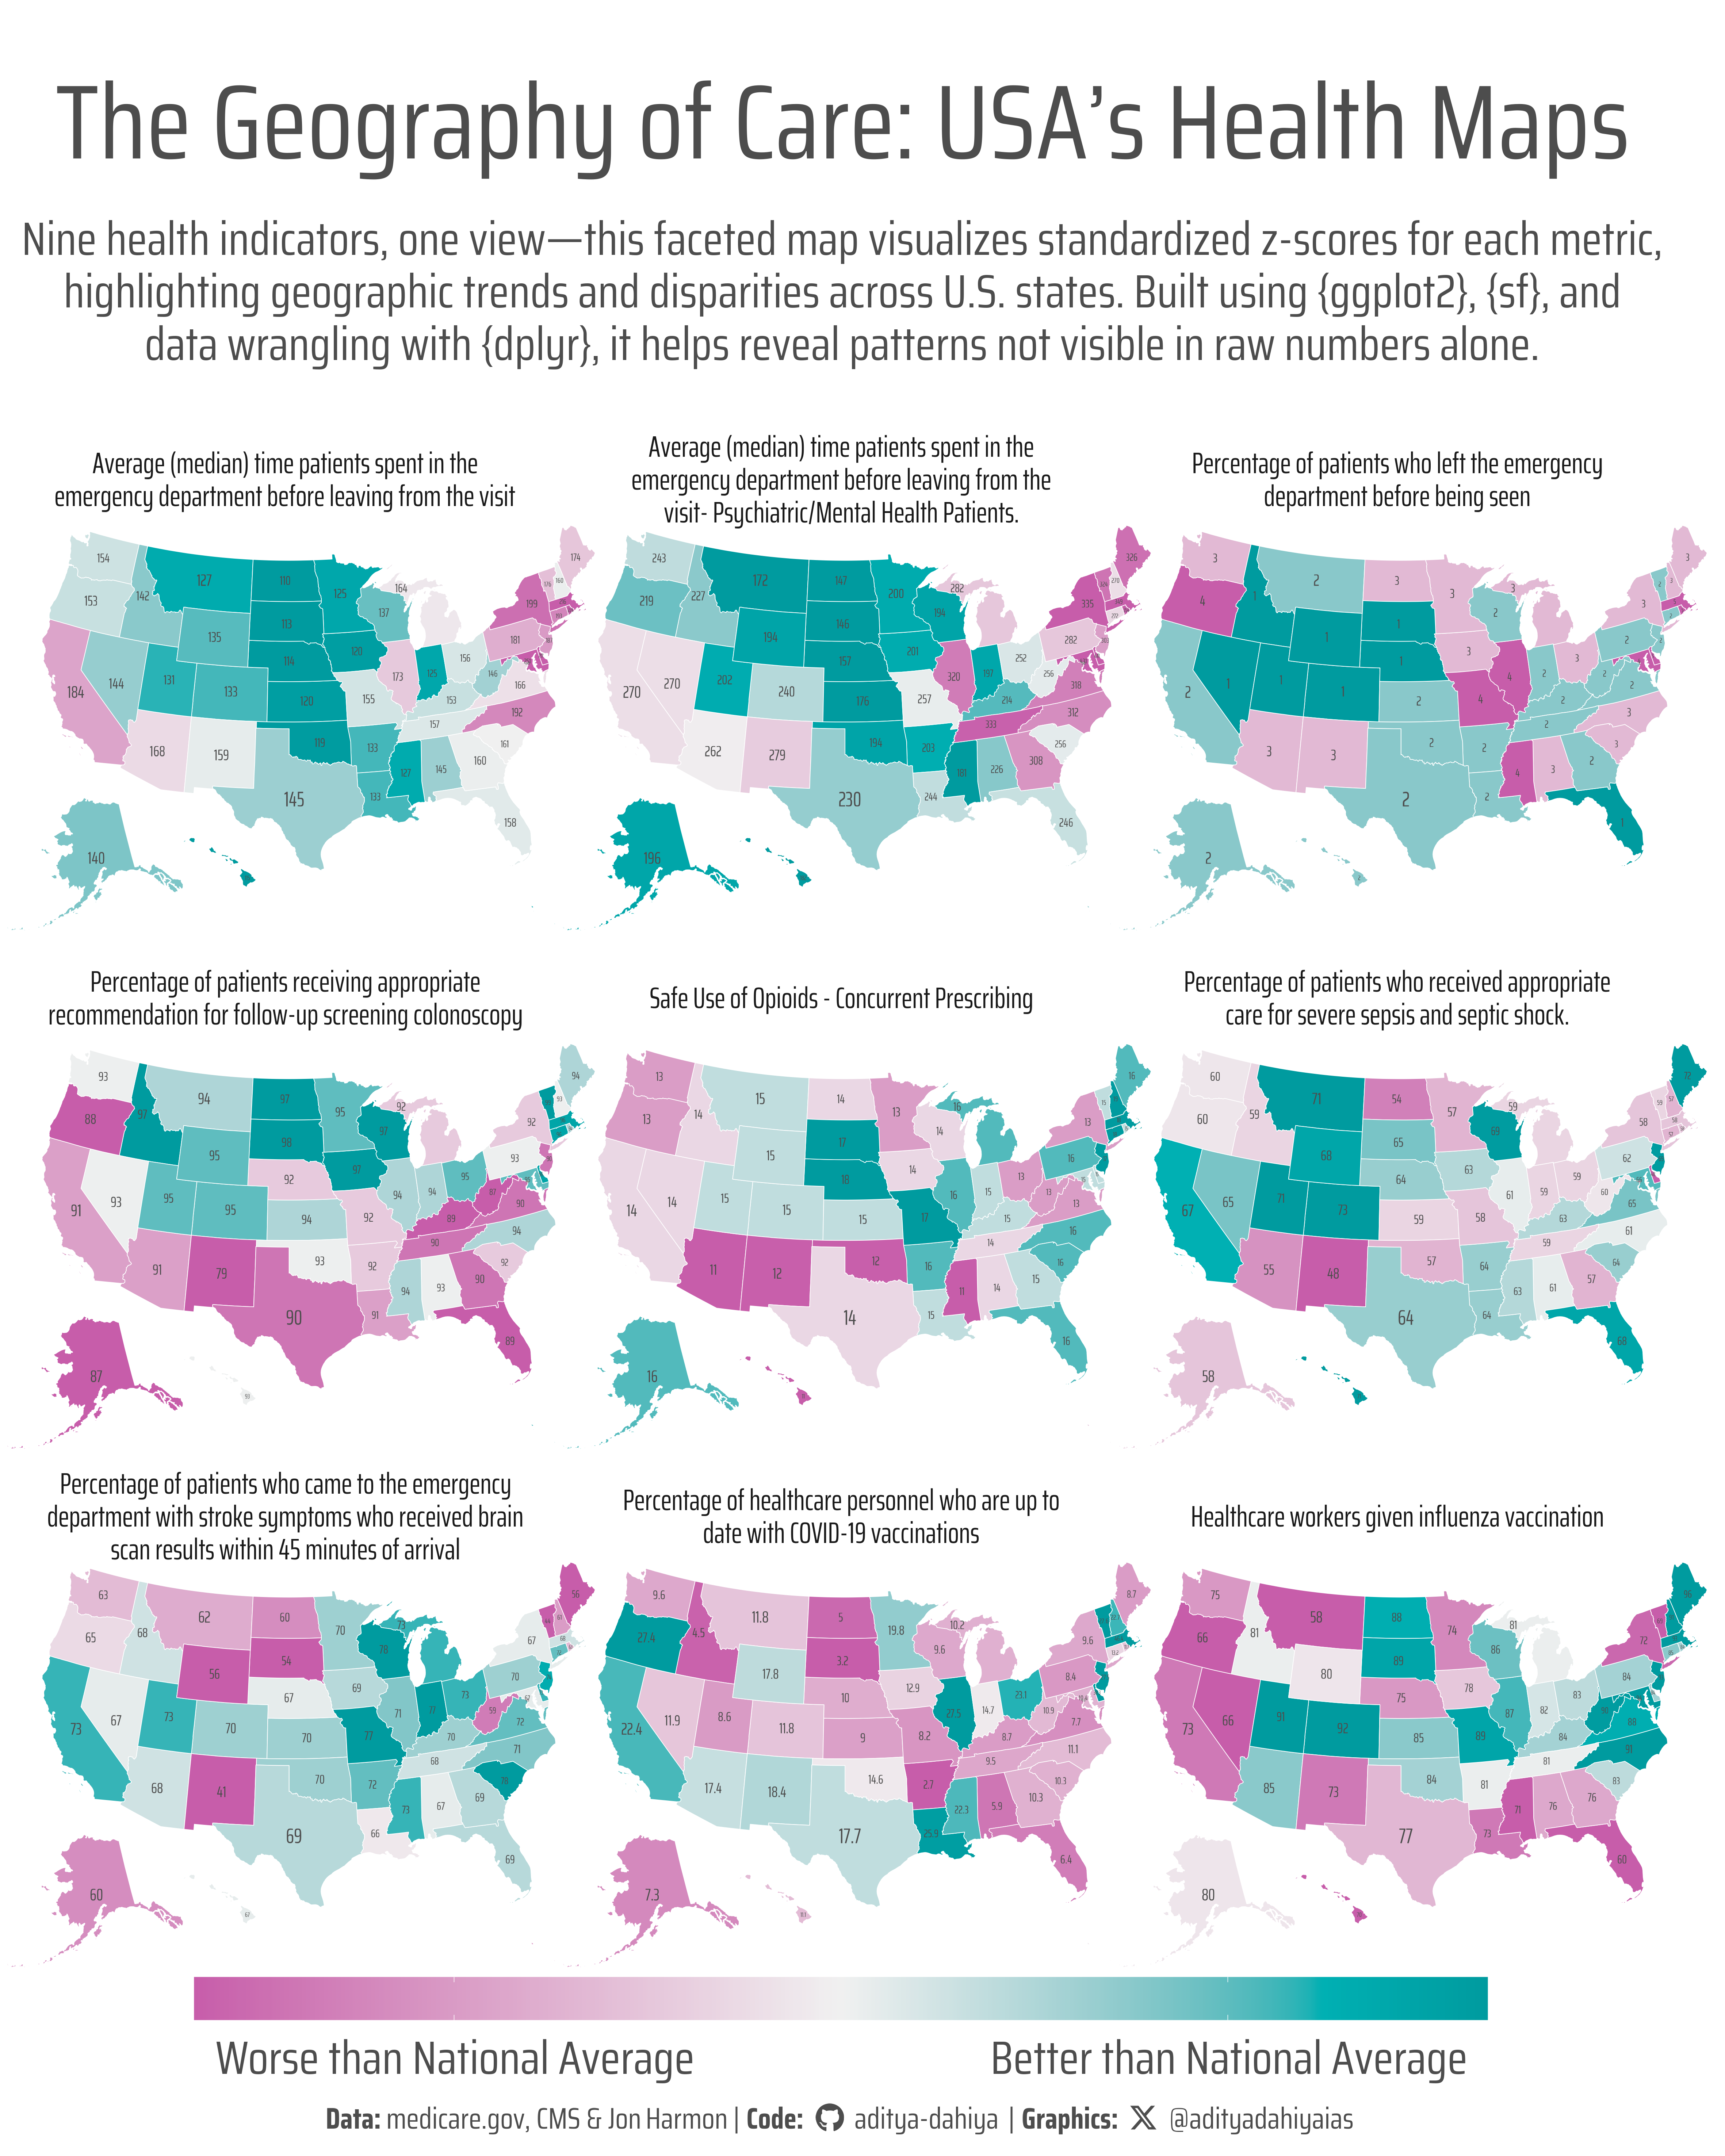 The Geography of Care: USA’s Health Maps
Nine health indicators, one view—this faceted map visualizes standardized z-scores for each metric,
highlighting geographic trends and disparities across U.S. states. Built using {ggplot2}, {sf}, and
data wrangling with {dplyr}, it helps reveal patterns not visible in raw numbers alone.
Average (median) time patients spent in the
emergency department before leaving from the visit
154 127 110 125 164 174
153 142 113 137 199
135 114 120 181
184 144 131 133 120 155 173 125 156 146 166
153 192
168 159 119 133 157 161
145 133 127 145 160
158
140
Average (median) time patients spent in the
emergency department before leaving from the
visit- Psychiatric/Mental Health Patients.
243 172 147 200 282 326
219 227 146 194 335
194 157 201 282
270 270 202 240 176 257 320 197 252 256 318
214 312
262 279 194 203 333 256
230 244 181 226 308
246
196
Percentage of patients who left the emergency
department before being seen
3 2 3 3 3 3
4 1 1 2 3
1 1 3 2
2 1 1 1 2 4 4 2 3 2 2
2 3
3 3 2 2 2 3
2 2 4 3 2
1
2
Percentage of patients receiving appropriate
recommendation for follow-up screening colonoscopy
93 94 97 95 92 94
88 97 98 97 92
95 92 97 93
91 93 95 95 94 92 94 94 95 87 90
89 94
91 79 93 92 90 92
90 91 94 93 90
89
87 93
Safe Use of Opioids - Concurrent Prescribing
13 15 14 13 16 16
13 14 17 14 13
15 18 14 16
14 14 15 15 15 17 16 15 13 13 13
15 16
11 12 12 16 14 16
14 15 11 14 15
16
16
Percentage of patients who received appropriate
care for severe sepsis and septic shock.
60 71 54 57 59 72
60 59 65 69 58
68 64 63 62
67 65 71 73 59 58 61 59 59 60 65
63 61
55 48 57 64 59 64
64 64 63 61 57
68
58
Percentage of patients who came to the emergency
department with stroke symptoms who received brain
scan results within 45 minutes of arrival
63 62 60 70 73 56
65 68 54 78 67
56 67 69 70
73 67 73 70 70 77 71 77 73 59 72
70 71
68 41 70 72 68 78
69 66 73 67 69
69
60 67
Percentage of healthcare personnel who are up to
date with COVID-19 vaccinations
9.6 11.8 5 19.8 10.2 8.7
27.4 4.5 3.2 9.6 9.6
17.8 10 12.9 8.4
22.4 11.9 8.6 11.8 9 8.2 27.5 14.7 23.1 10.9 7.7
8.7 11.1
17.4 18.4 14.6 2.7 9.5 10.3
17.7 25.9 22.3 5.9 10.3
6.4
7.3
Healthcare workers given influenza vaccination
75 58 88 74 81 96
66 81 89 86 72
80 75 78 84
73 66 91 92 85 89 87 82 83 88
84 91
85 73 84 81 81 83
77 73 71 76 76
60
80
Worse than National Average
Better than National Average
Data: medicare.gov, CMS & Jon Harmon | Code: aditya-dahiya | Graphics: @adityadahiyaias